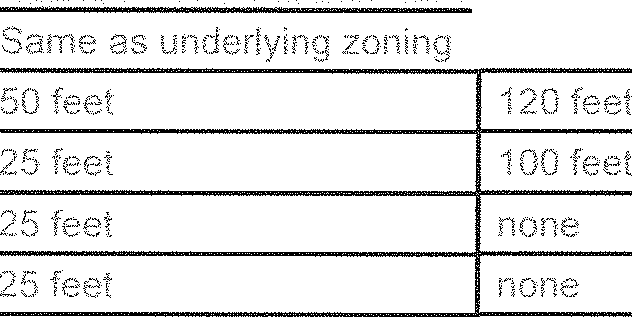 Same as underlying zoning
50 feet 120 feet
25 feet 100 feet
25 feet none
25 feet none